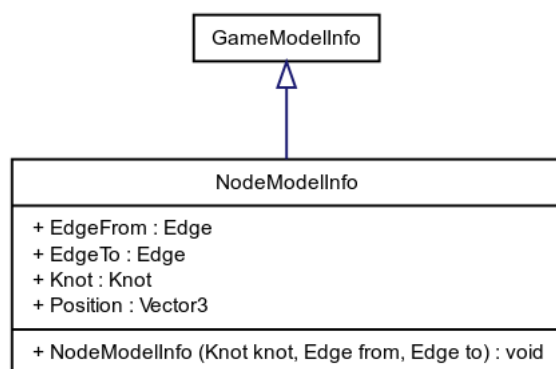 GameModelInfo
NodeModelInfo
+ EdgeFrom : Edge
+ EdgeTo : Edge
+ Knot : Knot
+ Position : Vector3
+ NodeModelInfo (Knot knot, Edge from, Edge to) : void